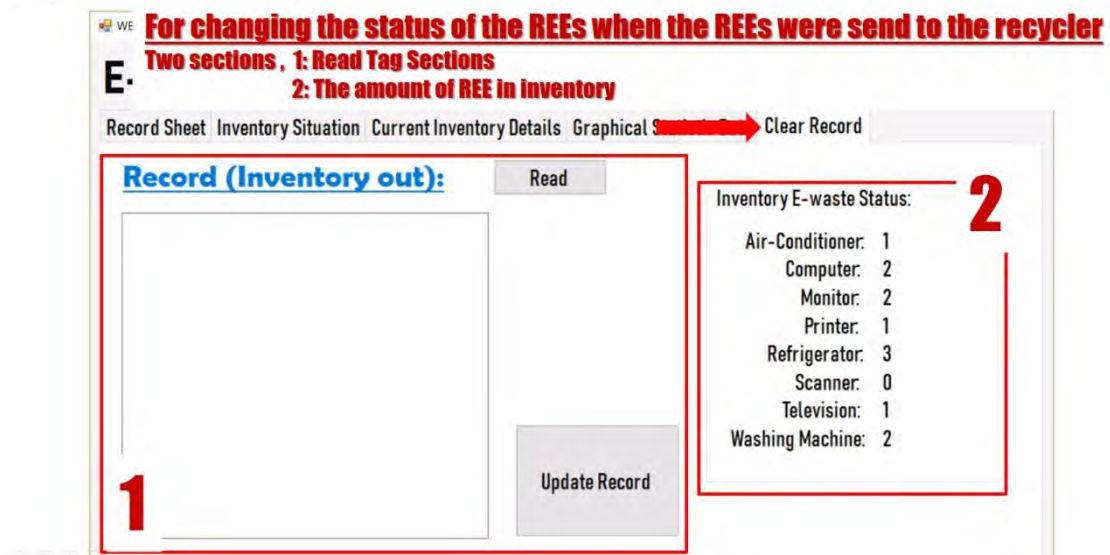 WE
For changing the status of the REEs when the REEs were send to the recycler
Two sections , 1: Read Tag Sections
2: The amount of REE in inventory
E-
Record Sheet Inventory Situation Current Inventory Details Graphical Clear Record
Record (Inventory out): Read
2
Inventory E-waste Status:
Air-Conditioner: 1
Computer: 2
Monitor: 2
Printer: 1
Refrigerator: 3
Scanner: 0
Television: 1
Washing Machine: 2
Update Record
1